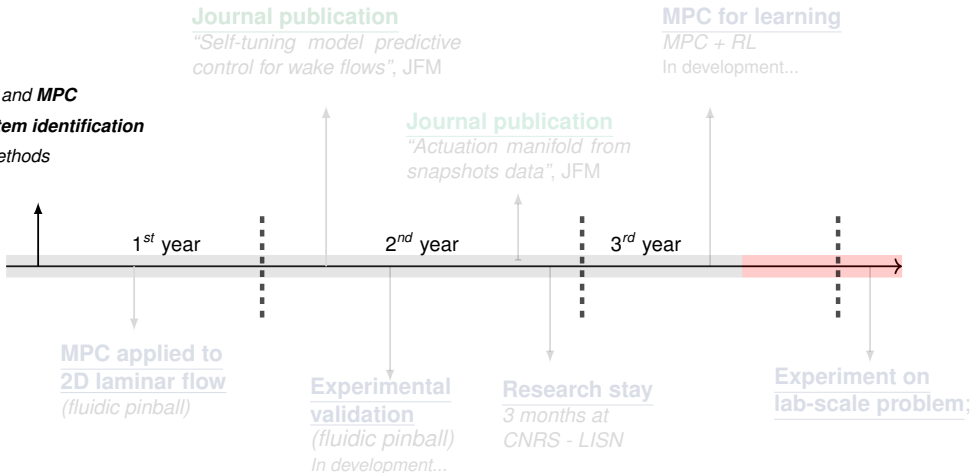 Journal publication
“Self-tuning model predictive
control for wake flows”, JFM
MPC for learning
MPC + RL
In development...
and MPC
tem identification
ethods
Journal publication
“Actuation manifold from
snapshots data”, JFM
1st year
2nd year
3rd year
MPC applied to
2D laminar flow
(fluidic pinball)
Experimental
validation
(fluidic pinball)
In development...
Research stay
3 months at
CNRS - LISN
Experiment on
lab-scale problem;